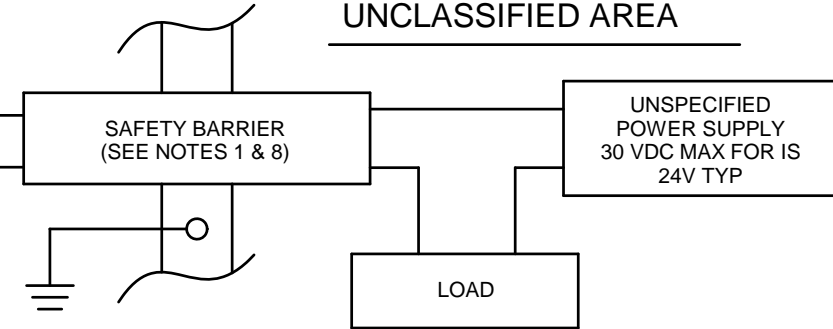 UNCLASSIFIED AREA
SAFETY BARRIER
(SEE NOTES 1 & 8)
UNSPECIFIED
POWER SUPPLY
30 VDC MAX FOR IS
24V TYP
LOAD